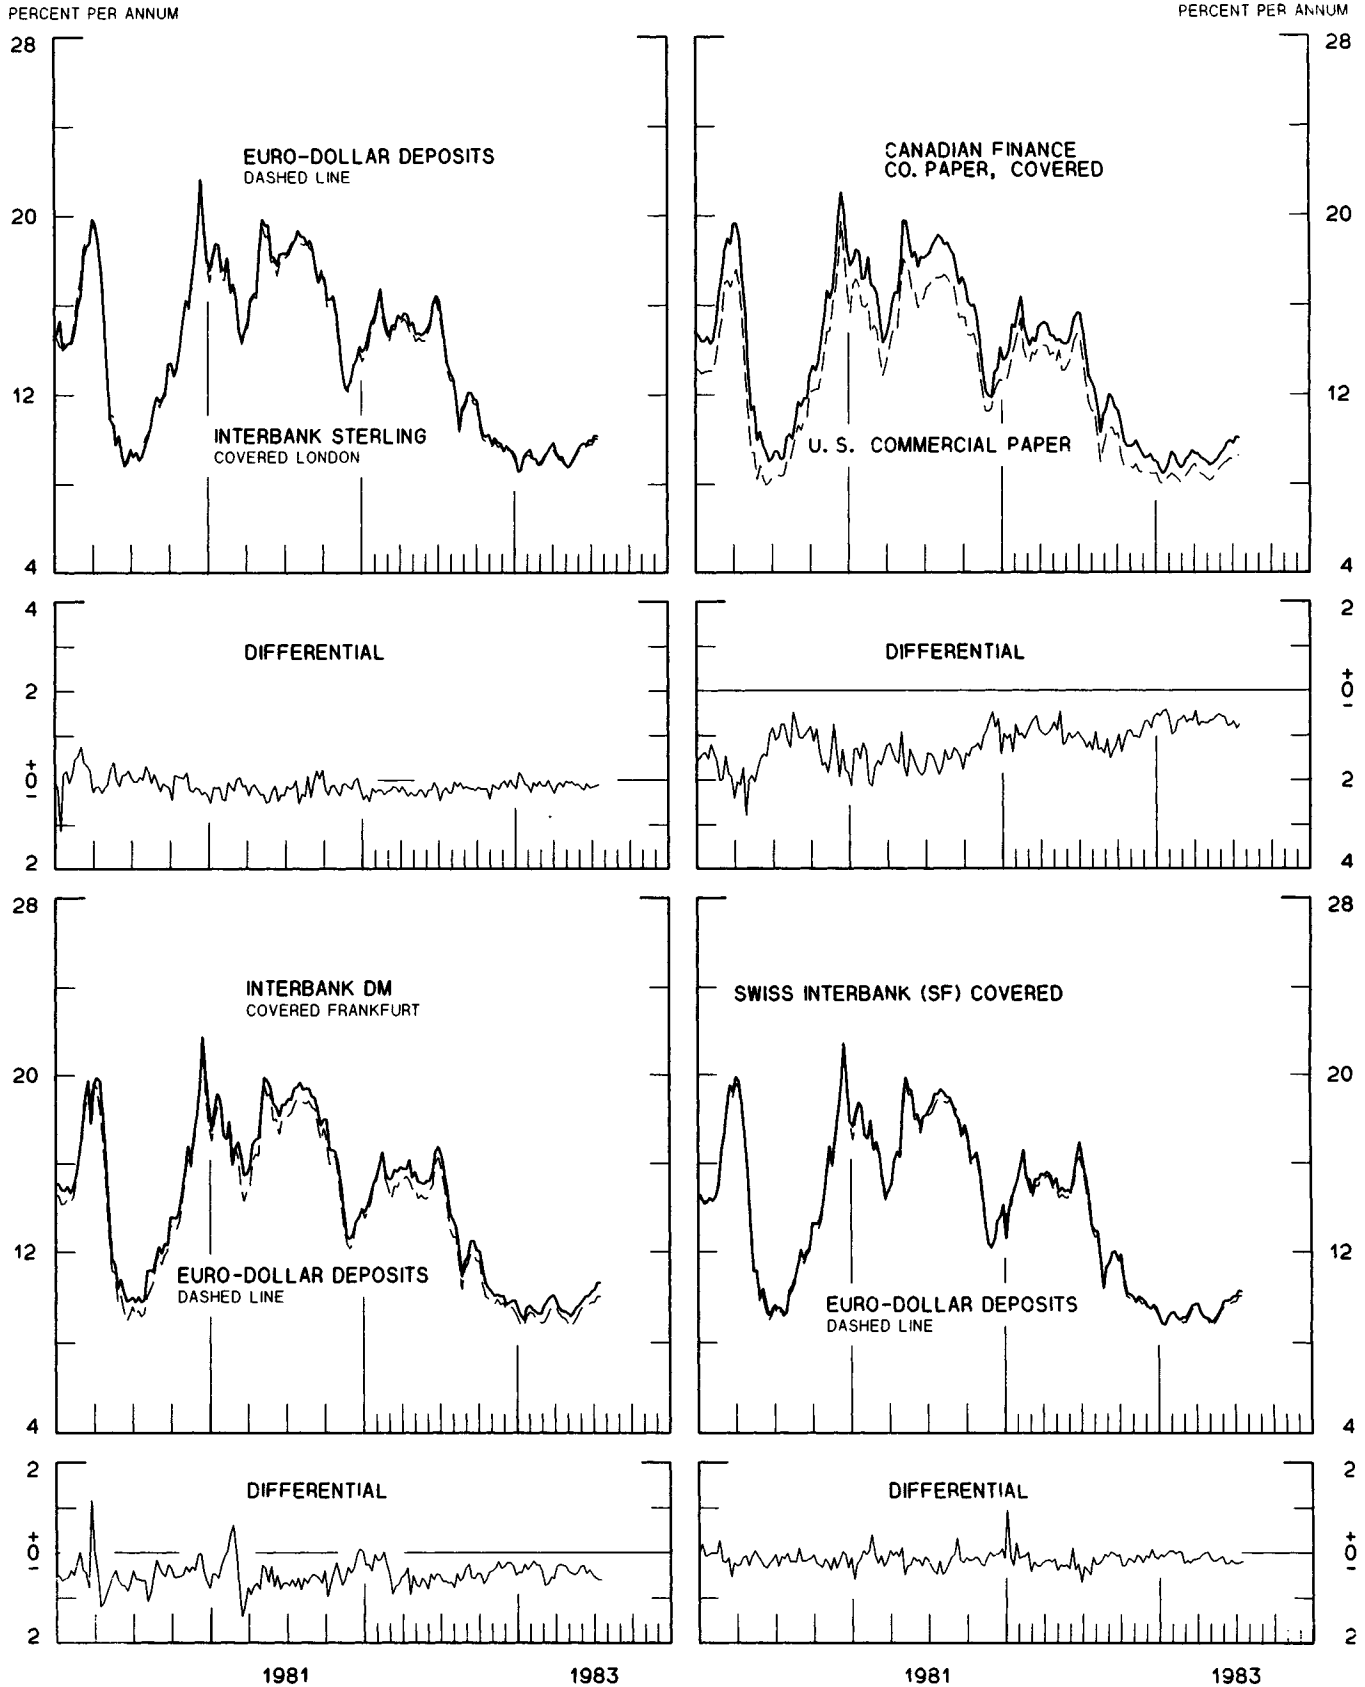 PERCENT PER ANNUM
PERCENT PER ANNUM
28
28
EURO-DOLLAR DEPOSITS
DASHED LINE
CANADIAN FINANCE
CO. PAPER, COVERED
20
20
12
12
INTERBANK STERLING
COVERED LONDON
U. S. COMMERCIAL PAPER
4
4
4
2
DIFFERENTIAL
DIFFERENTIAL
2
+
0
-
+
0
-
2
2
4
28
28
INTERBANK DM
COVERED FRANKFURT
SWISS INTERBANK (SF) COVERED
20
20
12
12
EURO-DOLLAR DEPOSITS
DASHED LINE
EURO-DOLLAR DEPOSITS
DASHED LINE
4
4
2
2
DIFFERENTIAL
DIFFERENTIAL
+
0
-
+
0
-
2
2
1981
1983
1981
1983